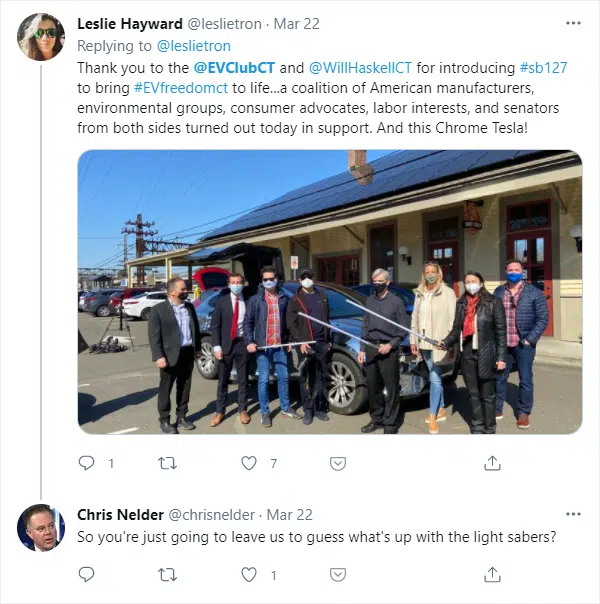 Leslie Hayward @leslietron · Mar 22
Replying to @leslietron
Thank you to the @EVClubCT and @WillHaskellCT for introducing #sb127
to bring #EVfreedomct to life...a coalition of American manufacturers,
environmental groups, consumer advocates, labor interests, and senators
from both sides turned out today in support. And this Chrome Tesla!
1
7
Chris Nelder @chrisnelder · Mar 22
So you're just going to leave us to guess what's up with the light sabers?
1